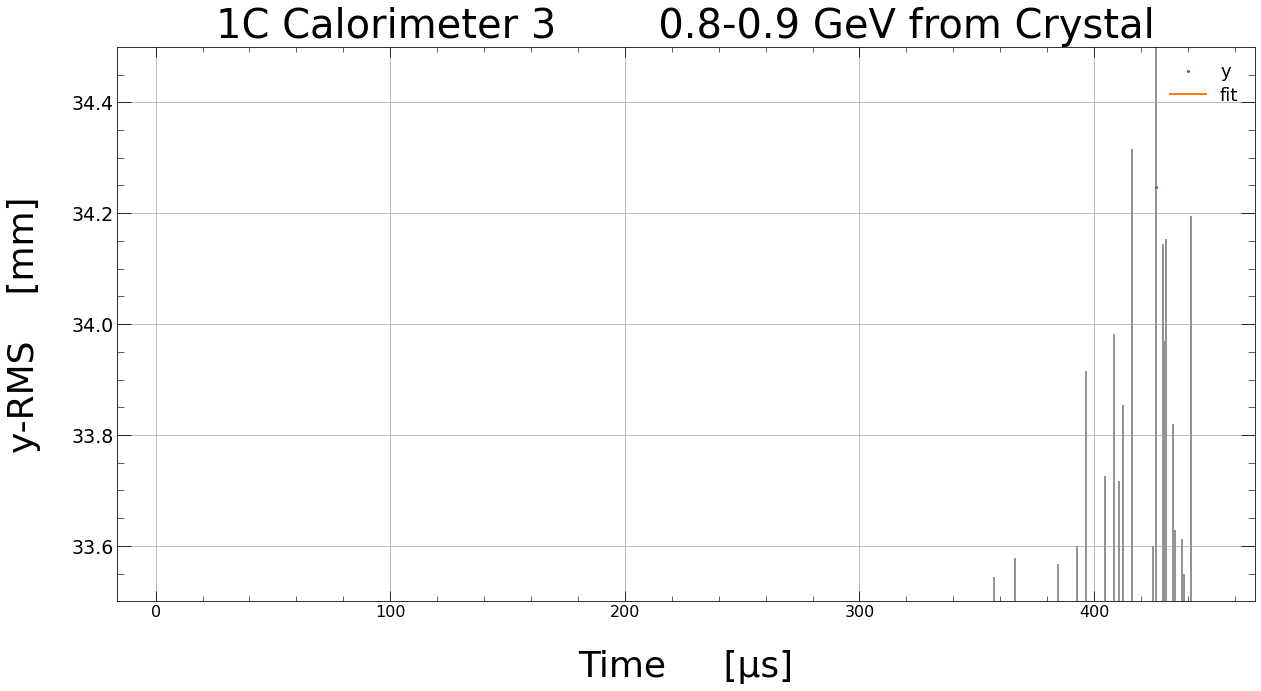 1C Calorimeter 3 0.8-0.9 GeV from Crystal
y
fit
34.4
34.2
34.0
33.8
33.6
y-RMS [mm]
0 100 200 300 400
Time [μs]